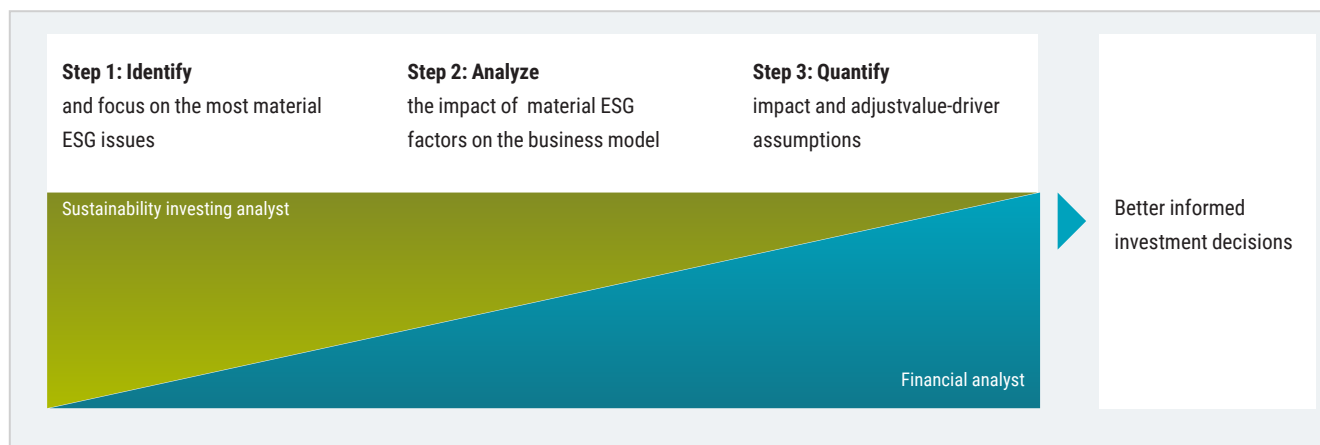 Step 1: Identify
and focus on the most material
ESG issues
Step 2: Analyze
the impact of  material ESG
factors on the business model
Step 3: Quantify
impact and adjustvalue-driver
assumptions
Sustainability investing analyst
Financial analyst
Better informed
investment decisions